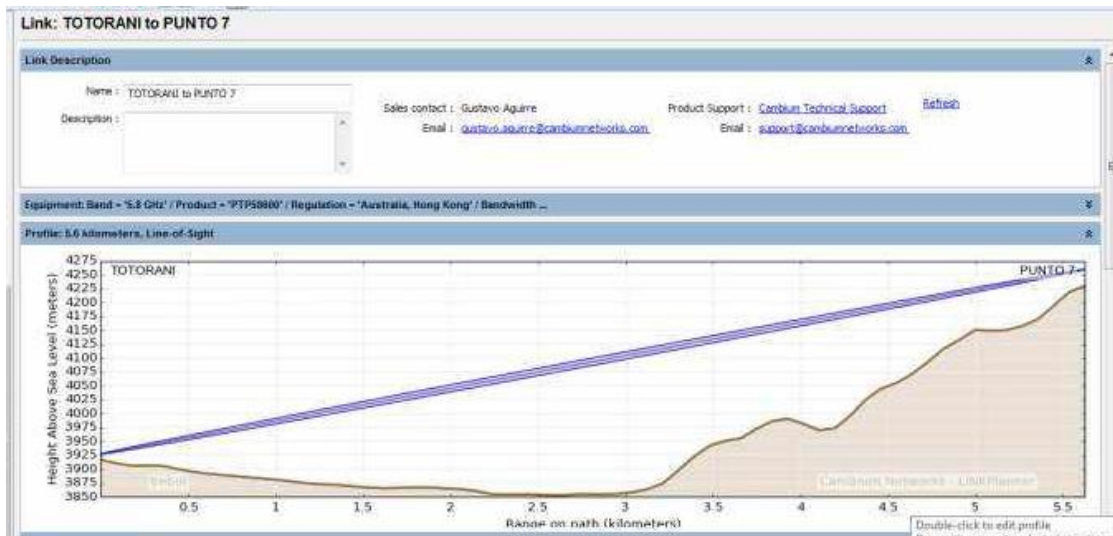 Link: TOTORANI to PUNTO 7
Link Description
Name : TOTORANI to PUNTO 7
Description :
Sales contact : Gustavo Aguirre
Email : gustavo.aguirre@cambiumnetworks.com
Product Support : Cambium Technical Support
Email : support@cambiumnetworks.com
Refresh
Equipment: Band = '5.8 GHz' / Product = 'PTP58600' / Regulation = 'Australia, Hong Kong' / Bandwidth ...
Profile: 5.6 kilometers, Line-of-Sight
TOTORANI
PUNTO 7
Height Above Sea Level (meters)
4275
4250
4225
4200
4175
4150
4125
4100
4075
4050
4025
4000
3975
3950
3925
3900
3875
3850
Cambium Networks - LINKPlanner
0.5 1 1.5 2 2.5 3 3.5 4 4.5 5 5.5
Range on path (kilometers)
Double-click to edit profile